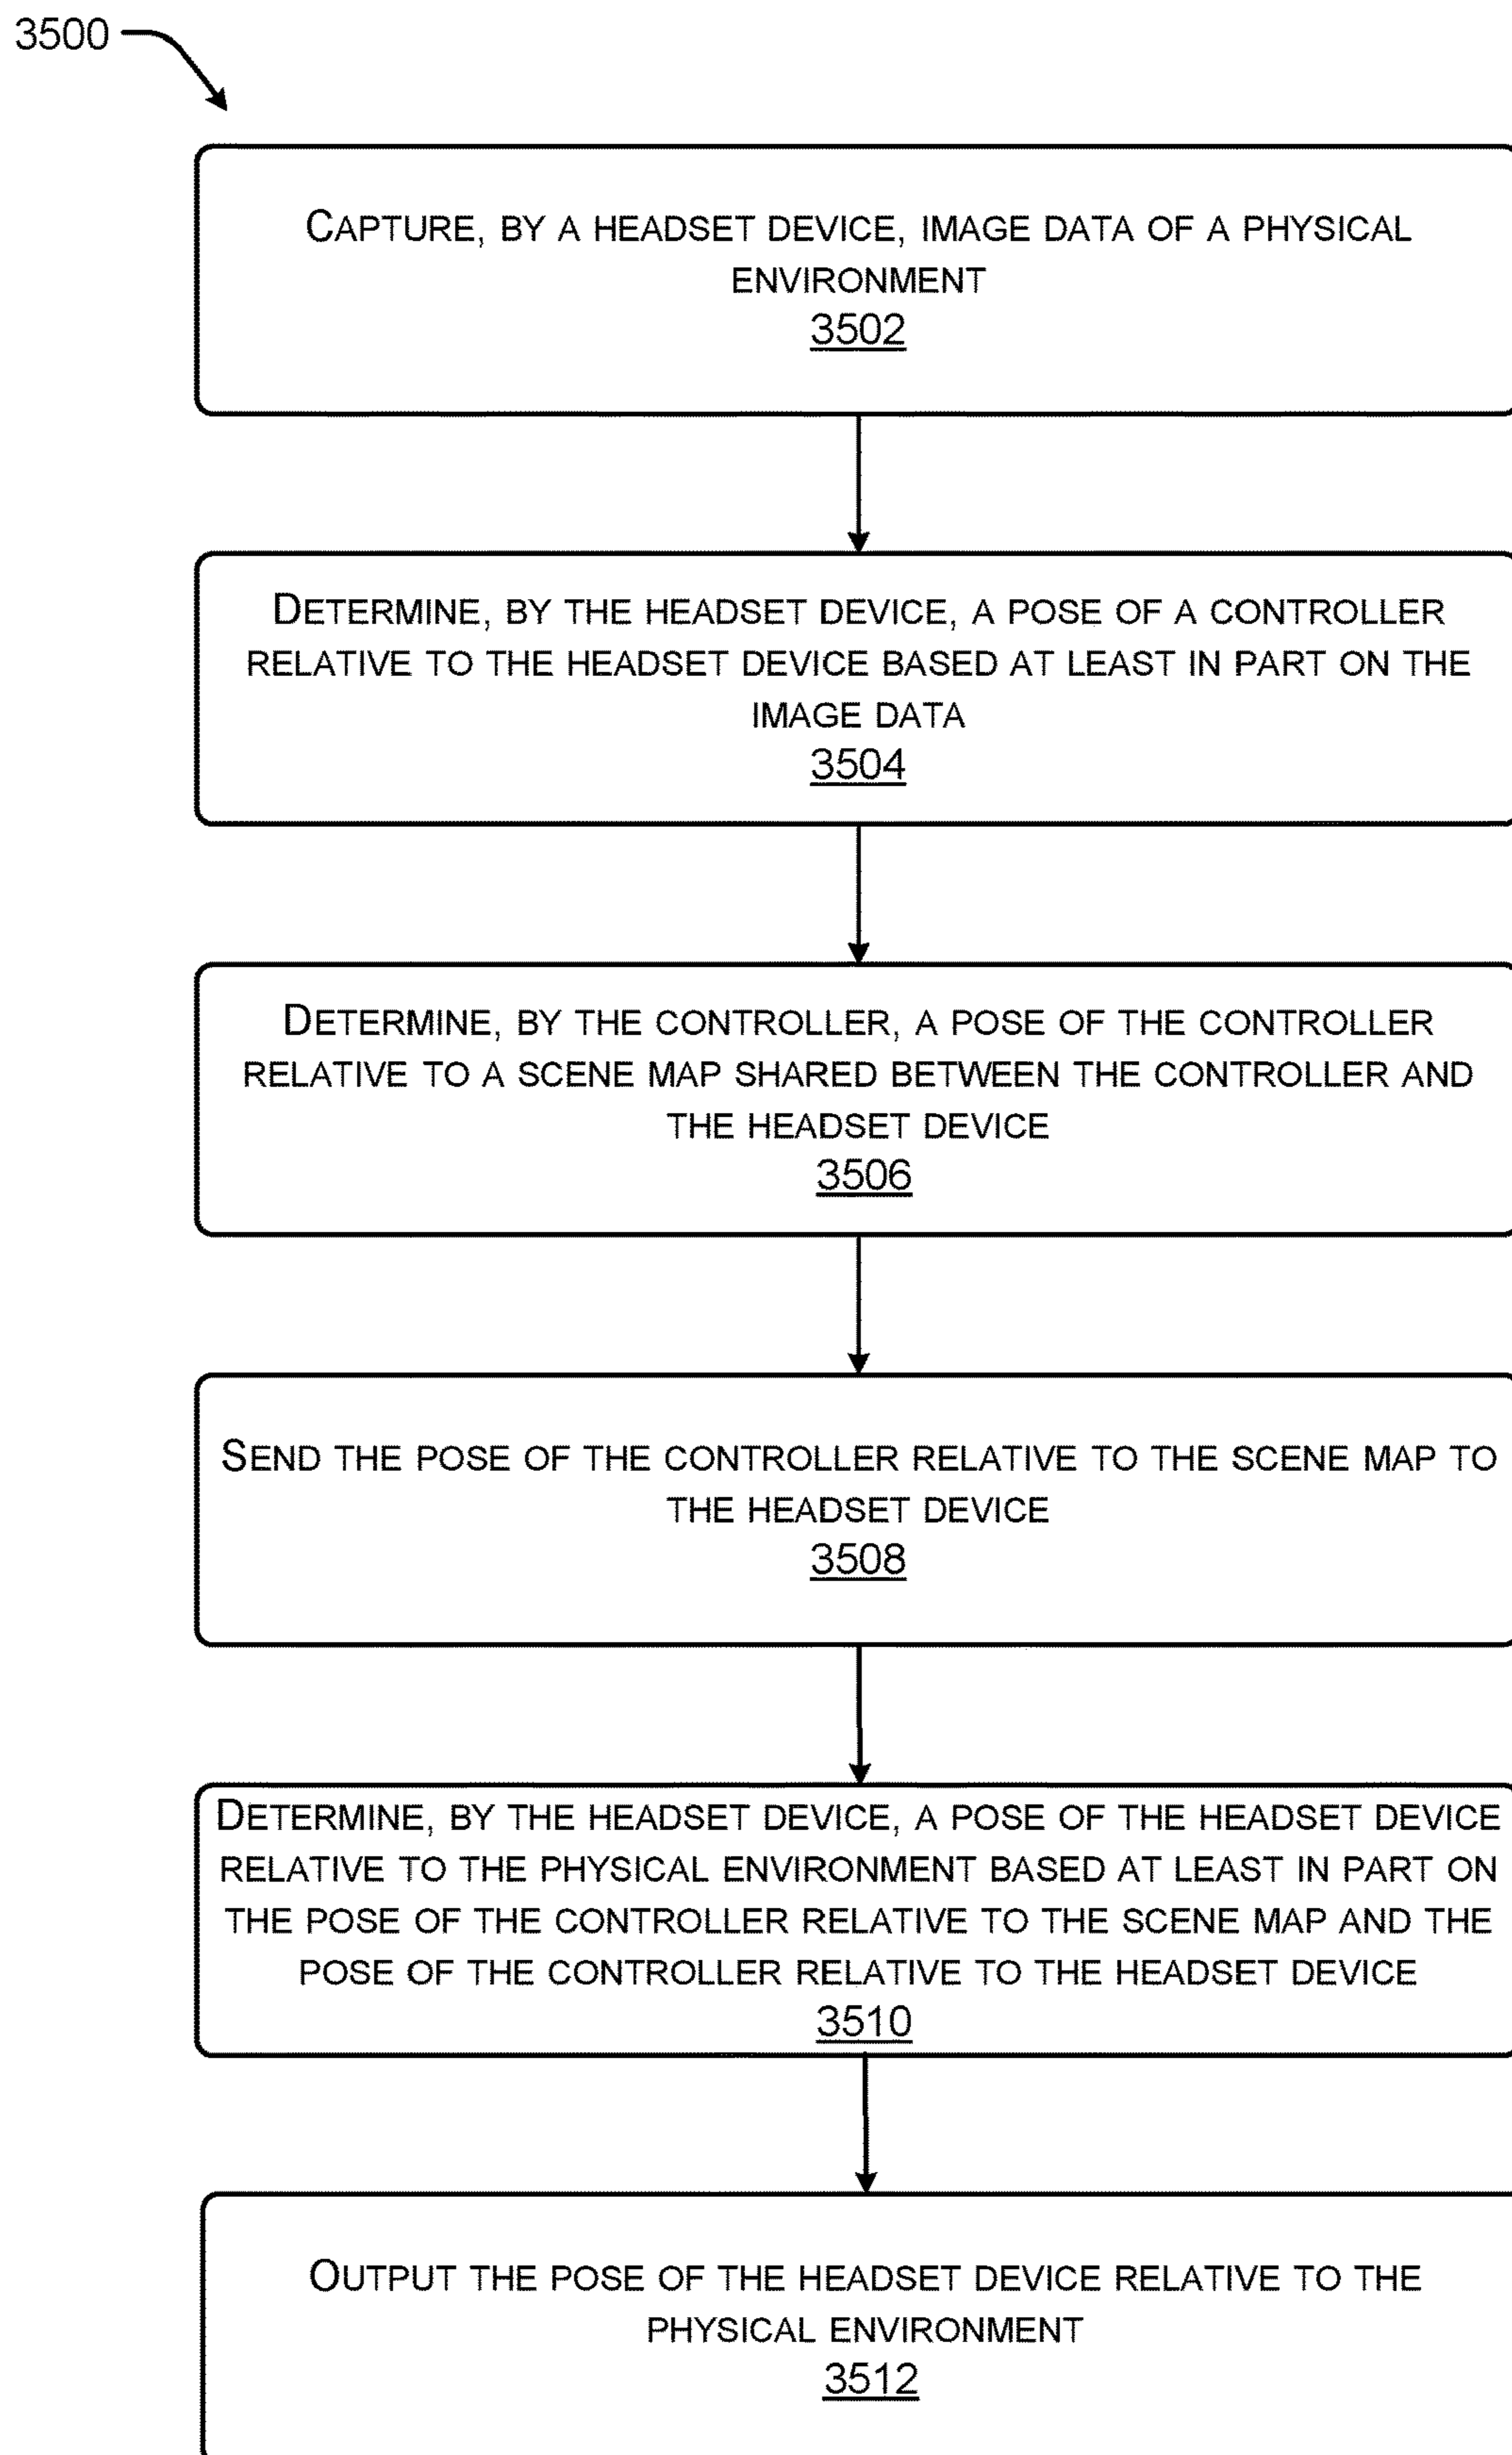 3500
CAPTURE, BY A HEADSET DEVICE, IMAGE DATA OF A PHYSICAL
ENVIRONMENT
3502
DETERMINE, BY THE HEADSET DEVICE, A POSE OF A CONTROLLER
RELATIVE TO THE HEADSET DEVICE BASED AT LEAST IN PART ON THE
IMAGE DATA
3504
DETERMINE, BY THE CONTROLLER, A POSE OF THE CONTROLLER
RELATIVE TO A SCENE MAP SHARED BETWEEN THE CONTROLLER AND
THE HEADSET DEVICE
3506
SEND THE POSE OF THE CONTROLLER RELATIVE TO THE SCENE MAP TO
THE HEADSET DEVICE
3508
DETERMINE, BY THE HEADSET DEVICE, A POSE OF THE HEADSET DEVICE
RELATIVE TO THE PHYSICAL ENVIRONMENT BASED AT LEAST IN PART ON
THE POSE OF THE CONTROLLER RELATIVE TO THE SCENE MAP AND THE
POSE OF THE CONTROLLER RELATIVE TO THE HEADSET DEVICE
3510
OUTPUT THE POSE OF THE HEADSET DEVICE RELATIVE TO THE
PHYSICAL ENVIRONMENT
3512